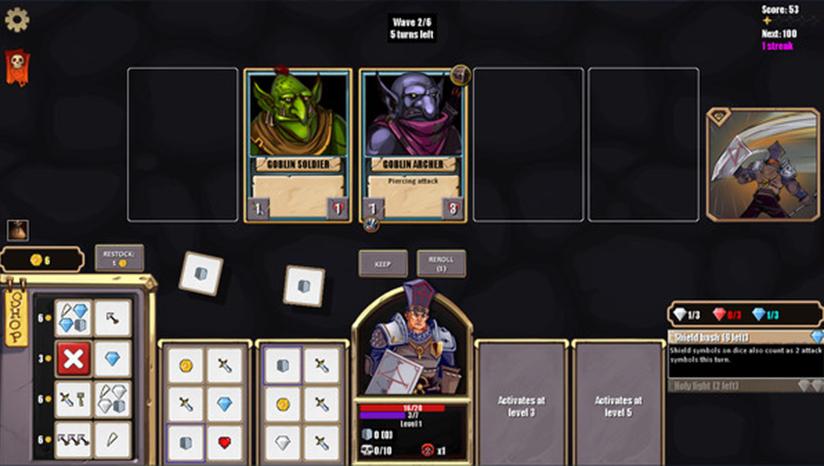 Score: 53
Wave 2/6
5 turns left
Next: 100
1 streak
GOBLIN SOLDIER
GOBLIN ARCHER
Piercing attack
1
1
1
3
6
RESTOCK:
1
KEEP
REROLL
(1)
SHOP
6
3
6
6
1/3
0/3
1/3
Shield bash (6 left)
Shield symbols on dice also count as 2 attack
symbols this turn.
Holy light (2 left)
Activates at
level 3
Activates at
level 5
16/20
3/7
Level 1
0 (0)
0/10
x1